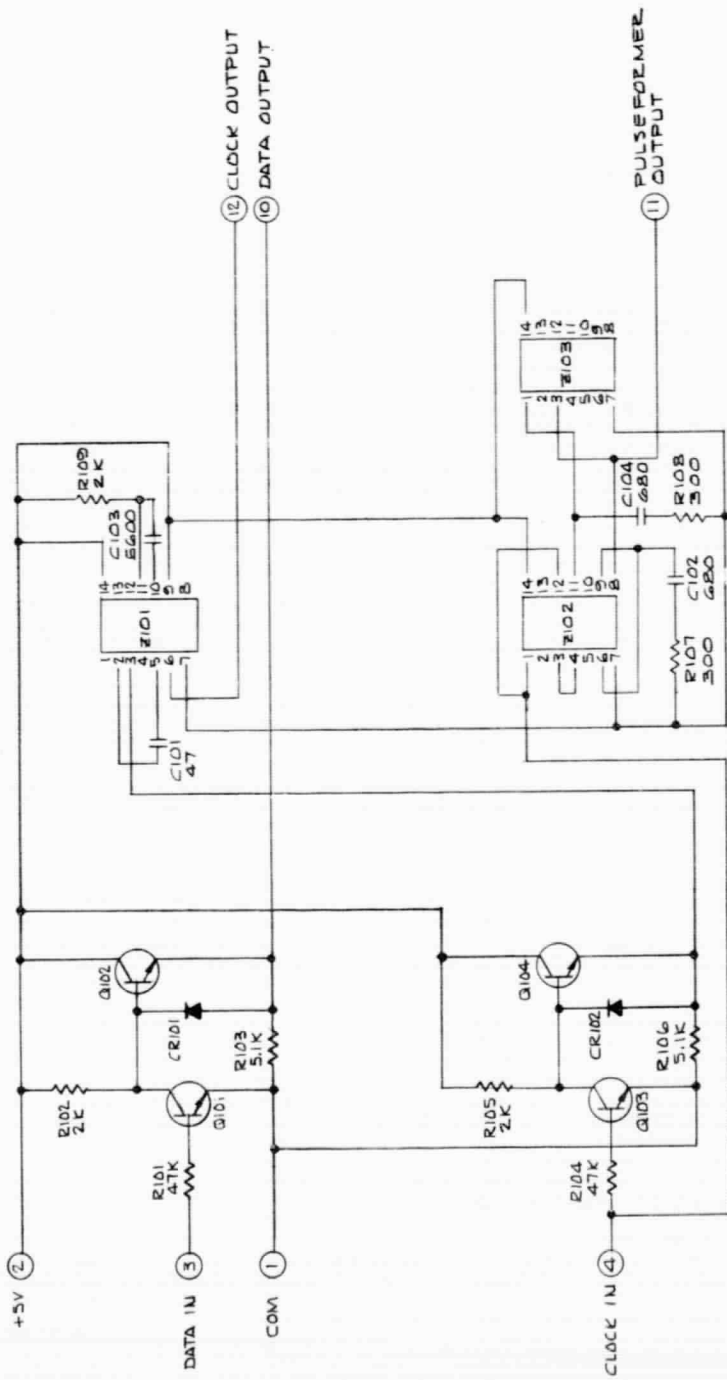 +5V 2
DATA IN 3
COM 1
CLOCK IN 4
R101
47K
R102
2K
Q101
Q102
CR101
R103
5.1K
R104
47K
R105
2K
Q103
Q104
CR102
R106
5.1K
C101
47
Z101
1
2
3
4
5
6
7
14
13
12
11
10
9
8
R109
2K
C103
5600
12 CLOCK OUTPUT
10 DATA OUTPUT
Z102
1
2
3
4
5
6
7
14
13
12
11
10
9
8
R107
300
C102
680
C104
680
R108
300
Z103
1
2
3
4
5
6
7
14
13
12
11
10
9
8
11 PULSEFORMER
OUTPUT